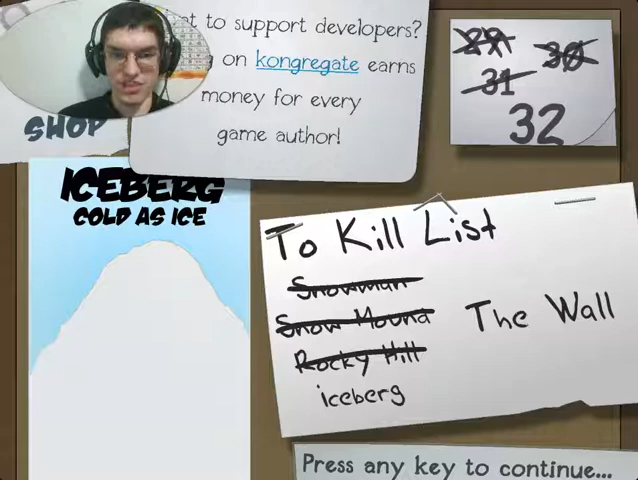 to support developers?
on kongregate earns
money for every
game author!
SHOP
29 30
31
32
ICEBERG
COLD AS ICE
To Kill List
Snowman
Snow Mound
Rocky Hill
iceberg
The Wall
Press any key to continue...